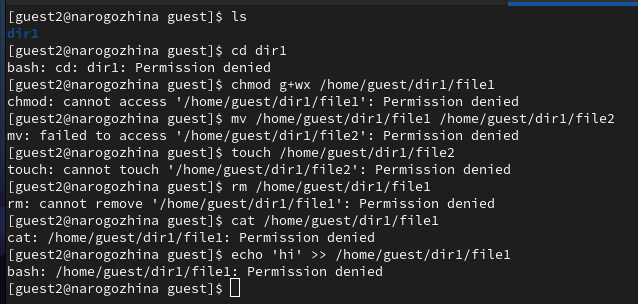 [guest2@narogozhina guest]$ ls
dir1
[guest2@narogozhina guest]$ cd dir1
bash: cd: dir1: Permission denied
[guest2@narogozhina guest]$ chmod g+wx /home/guest/dir1/file1
chmod: cannot access '/home/guest/dir1/file1': Permission denied
[guest2@narogozhina guest]$ mv /home/guest/dir1/file1 /home/guest/dir1/file2
mv: failed to access '/home/guest/dir1/file2': Permission denied
[guest2@narogozhina guest]$ touch /home/guest/dir1/file2
touch: cannot touch '/home/guest/dir1/file2': Permission denied
[guest2@narogozhina guest]$ rm /home/guest/dir1/file1
rm: cannot remove '/home/guest/dir1/file1': Permission denied
[guest2@narogozhina guest]$ cat /home/guest/dir1/file1
cat: /home/guest/dir1/file1: Permission denied
[guest2@narogozhina guest]$ echo 'hi' >> /home/guest/dir1/file1
bash: /home/guest/dir1/file1: Permission denied
[guest2@narogozhina guest]$